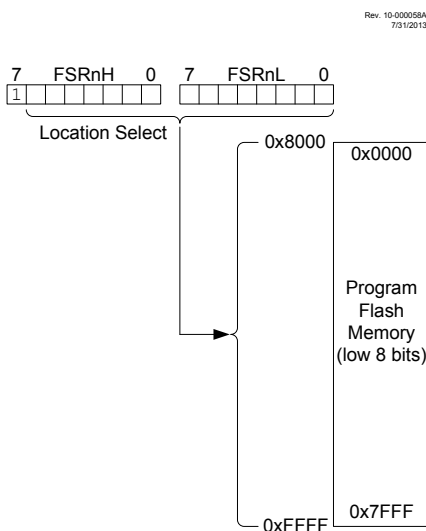 Rev. 10-000058A
7/31/2013
7 FSRnH 0 7 FSRnL 0
1
Location Select
0x8000
0x0000
Program
Flash
Memory
(low 8 bits)
0x7FFF
0xFFFF